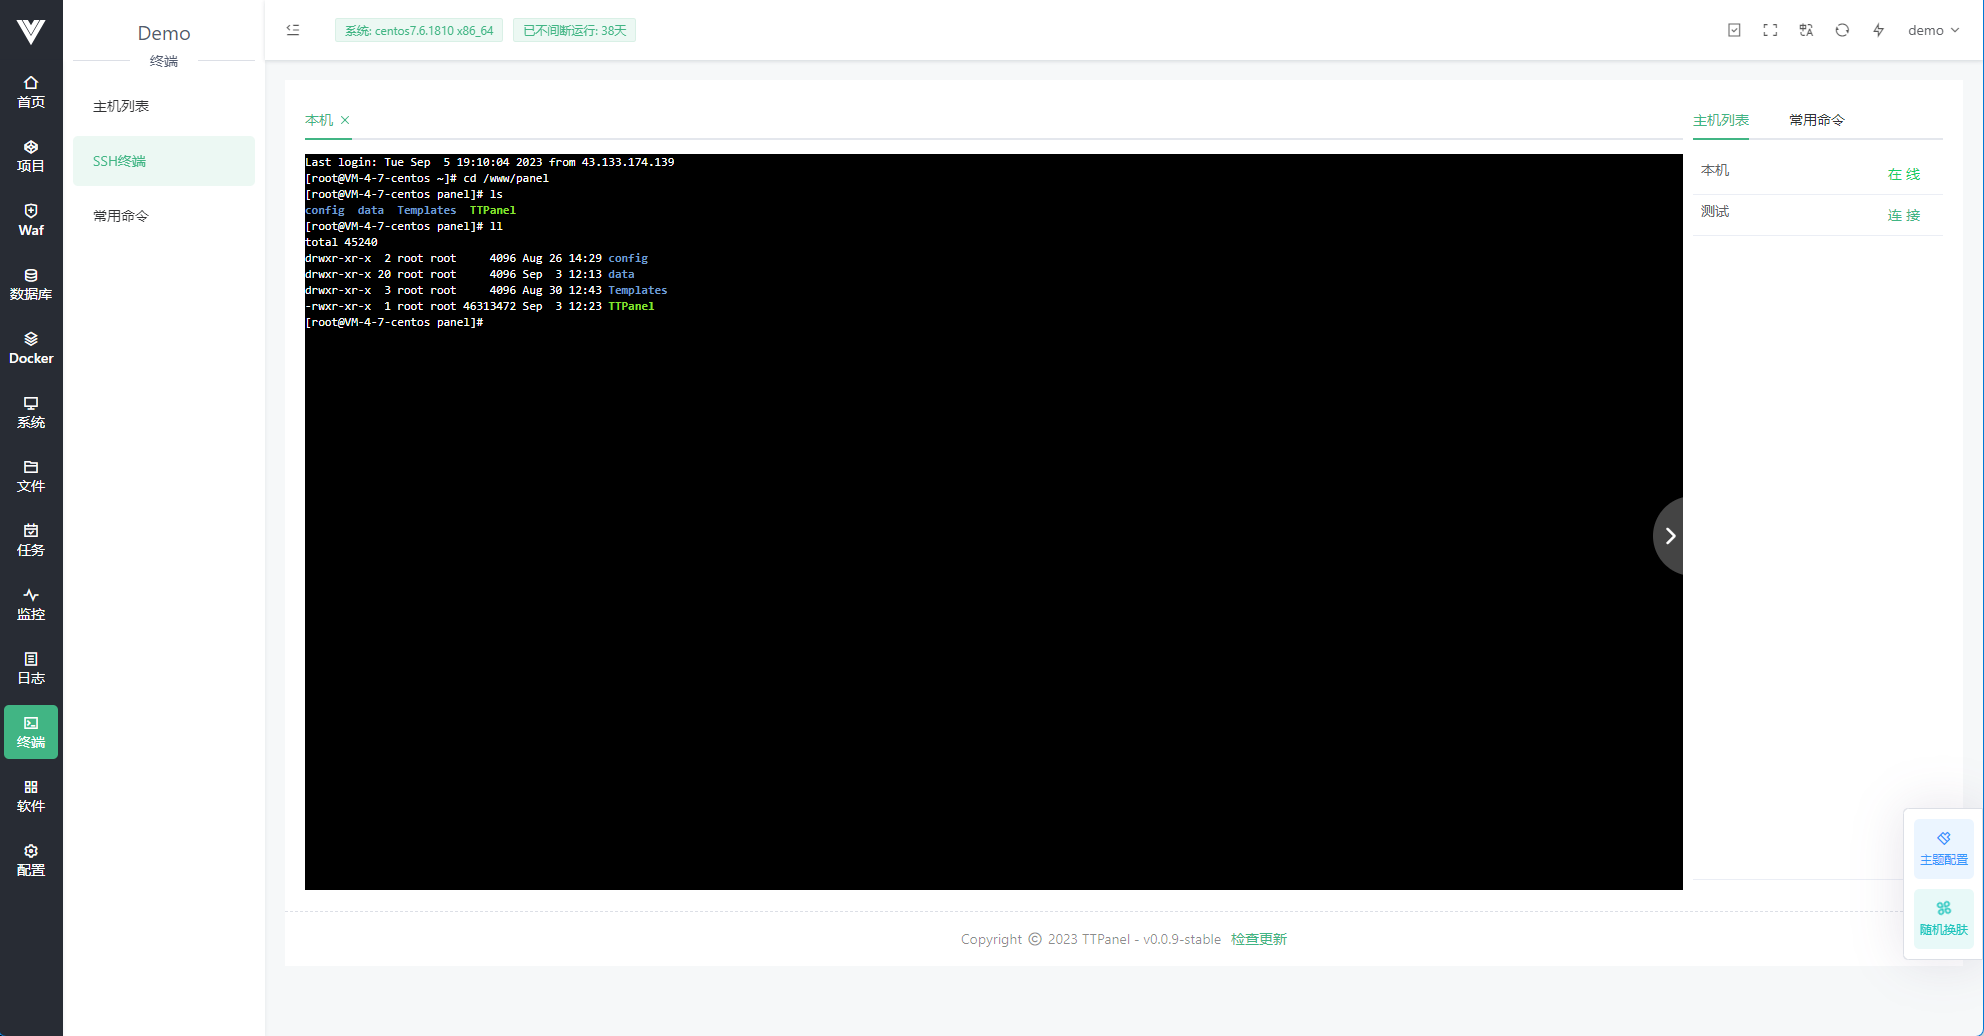 首页
项目
Waf
数据库
Docker
系统
文件
任务
监控
日志
终端
软件
配置
Demo
终端
主机列表
SSH终端
常用命令
系统: centos7.6.1810 x86_64
已不间断运行: 38天
demo
本机
Last login: Tue Sep  5 19:10:04 2023 from 43.133.174.139
[root@VM-4-7-centos ~]# cd /www/panel
[root@VM-4-7-centos panel]# ls
config  data  Templates  TTPanel
[root@VM-4-7-centos panel]# ll
total 45240
drwxr-xr-x  2 root root     4096 Aug 26 14:29 config
drwxr-xr-x 20 root root     4096 Sep  3 12:13 data
drwxr-xr-x  3 root root     4096 Aug 30 12:43 Templates
-rwxr-xr-x  1 root root 46313472 Sep  3 12:23 TTPanel
[root@VM-4-7-centos panel]#
主机列表 常用命令
本机 在 线
测试 连 接
主题配置
随机换肤
Copyright © 2023 TTPanel - v0.0.9-stable 检查更新